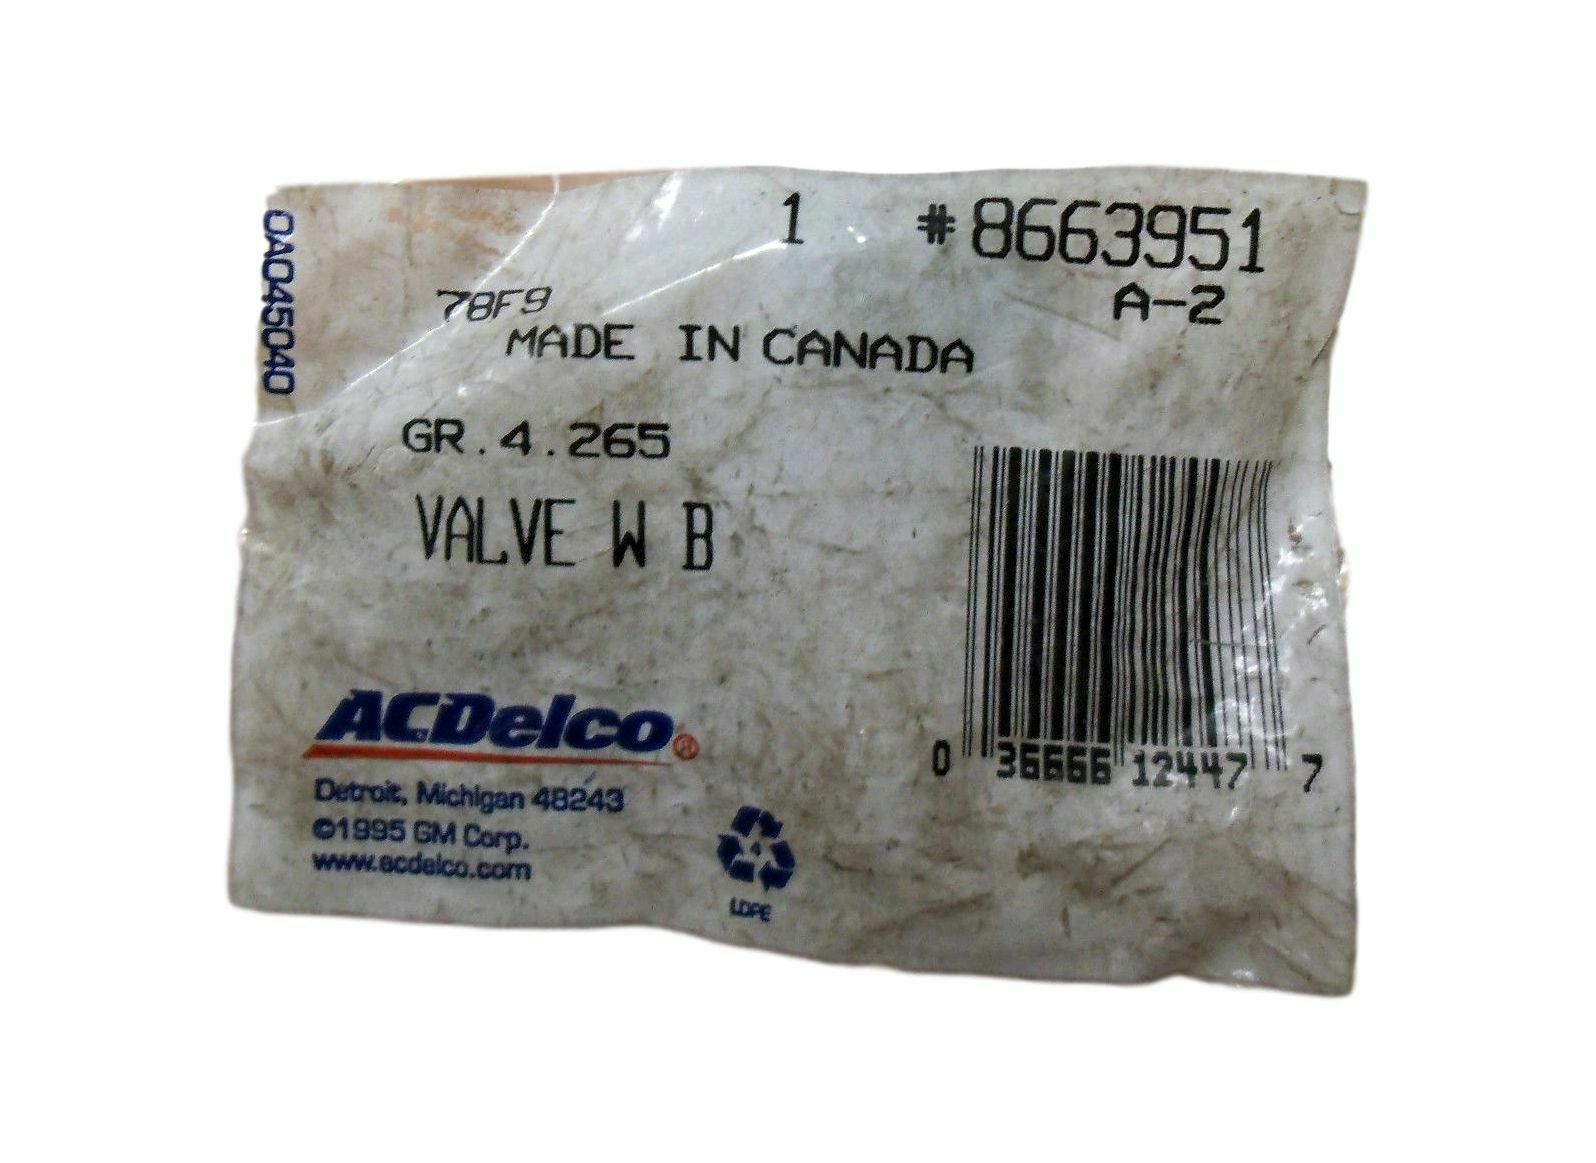 0A045040
1 #8663951
A-2
78F9
MADE IN CANADA
GR.4.265
VALVE W B
ACDelco®
Detroit, Michigan 48243
©1995 GM Corp.
www.acdelco.com
4
LDPE
0 36666 12447 7